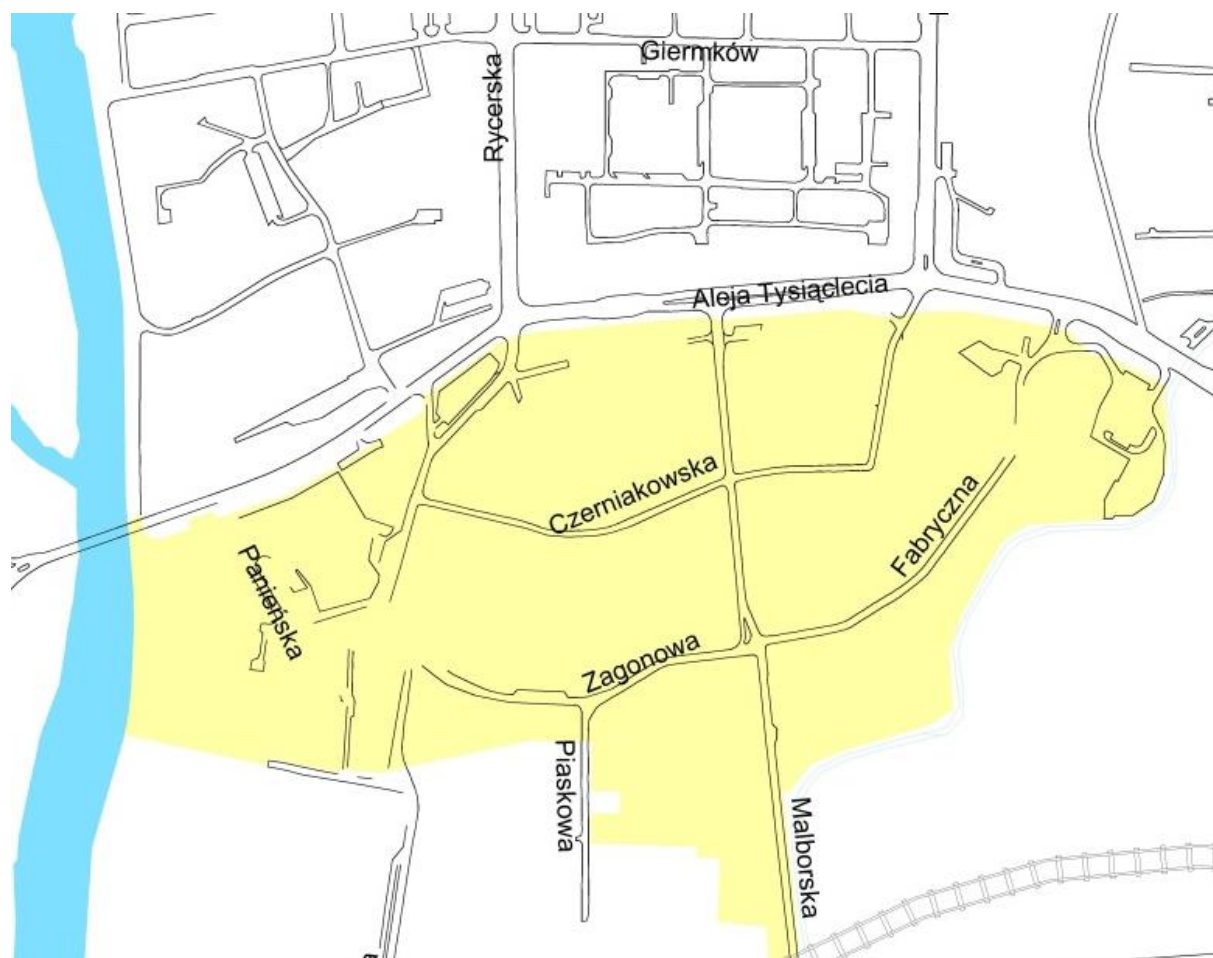 Giermków
Rycerska
Aleja Tysiąclecia
Czerniakowska
Fabryczna
Panieńska
Zagonowa
Piaskowa
Malborska